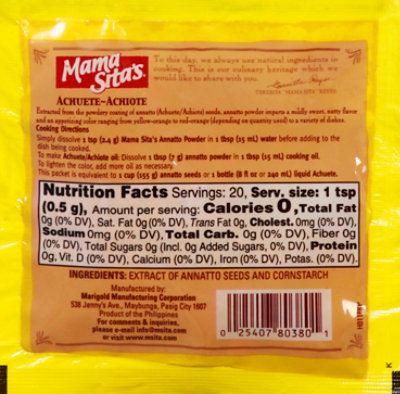 Mama
Sita's
To this day, we always use natural ingredients in
cooking. This is our culinary heritage which we
would like to share with you.
TERESITA "MAMA SITA" REYES
ACHUETE~ACHIOTE
Extracted from the powdery coating of annatto (Achuete/Achiote) seeds, annatto powder imparts a mildly sweet, nutty flavor
and an appetizing color ranging from yellow-orange to red-orange (depending on quantity used) to a variety of dishes.
Cooking Directions
Simply dissolve 1 tsp (2.4 g) Mama Sita's Annatto Powder in 1 tbsp (15 mL) water before adding to the
dish being cooked.
To make Achuete/Achiote oil: Dissolve 1 tbsp (7 g) annatto powder in 1 tbsp (15 mL) cooking oil.
To lighten the color, add more oil as necessary.
This packet is equivalent to 1 cup (155 g) annatto seeds or 1 bottle (8 fl oz or 240 mL) liquid Achuete.
Nutrition Facts Servings: 20, Serv. size: 1 tsp
(0.5 g), Amount per serving: Calories 0, Total Fat
0g (0% DV), Sat. Fat 0g(0% DV), Trans Fat 0g, Cholest. 0mg (0% DV),
Sodium 0mg (0% DV), Total Carb. 0g (0% DV), Fiber 0g
(0% DV), Total Sugars 0g (Incl. 0g Added Sugars, 0% DV), Protein
0g, Vit. D (0% DV), Calcium (0% DV), Iron (0% DV), Potas. (0% DV).
INGREDIENTS: EXTRACT OF ANNATTO SEEDS AND CORNSTARCH
Manufactured by:
Marigold Manufacturing Corporation
538 Jenny's Ave., Maybunga, Pasig City 1607
Product of the Philippines
For comments & inquiries,
please e-mail info@msita.com
or visit www.msita.com
0 25407 80380 1
K